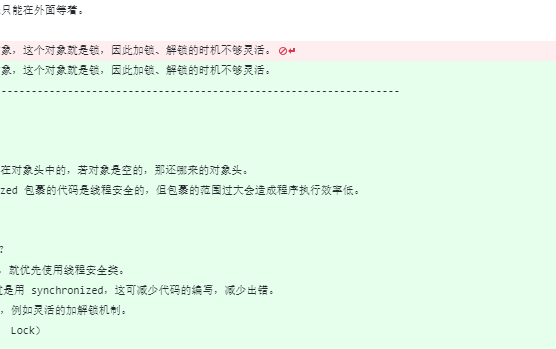 只能在外面等着。
象，这个对象就是锁，因此加锁、解锁的时机不够灵活。
象，这个对象就是锁，因此加锁、解锁的时机不够灵活。
------------------------------------------------------------------
在对象头中的，若对象是空的，那还哪来的对象头。
zed 包裹的代码是线程安全的，但包裹的范围过大会造成程序执行效率低。
?
，就优先使用线程安全类。
是用 synchronized，这可减少代码的编写，减少出错。
，例如灵活的加解锁机制。
Lock）